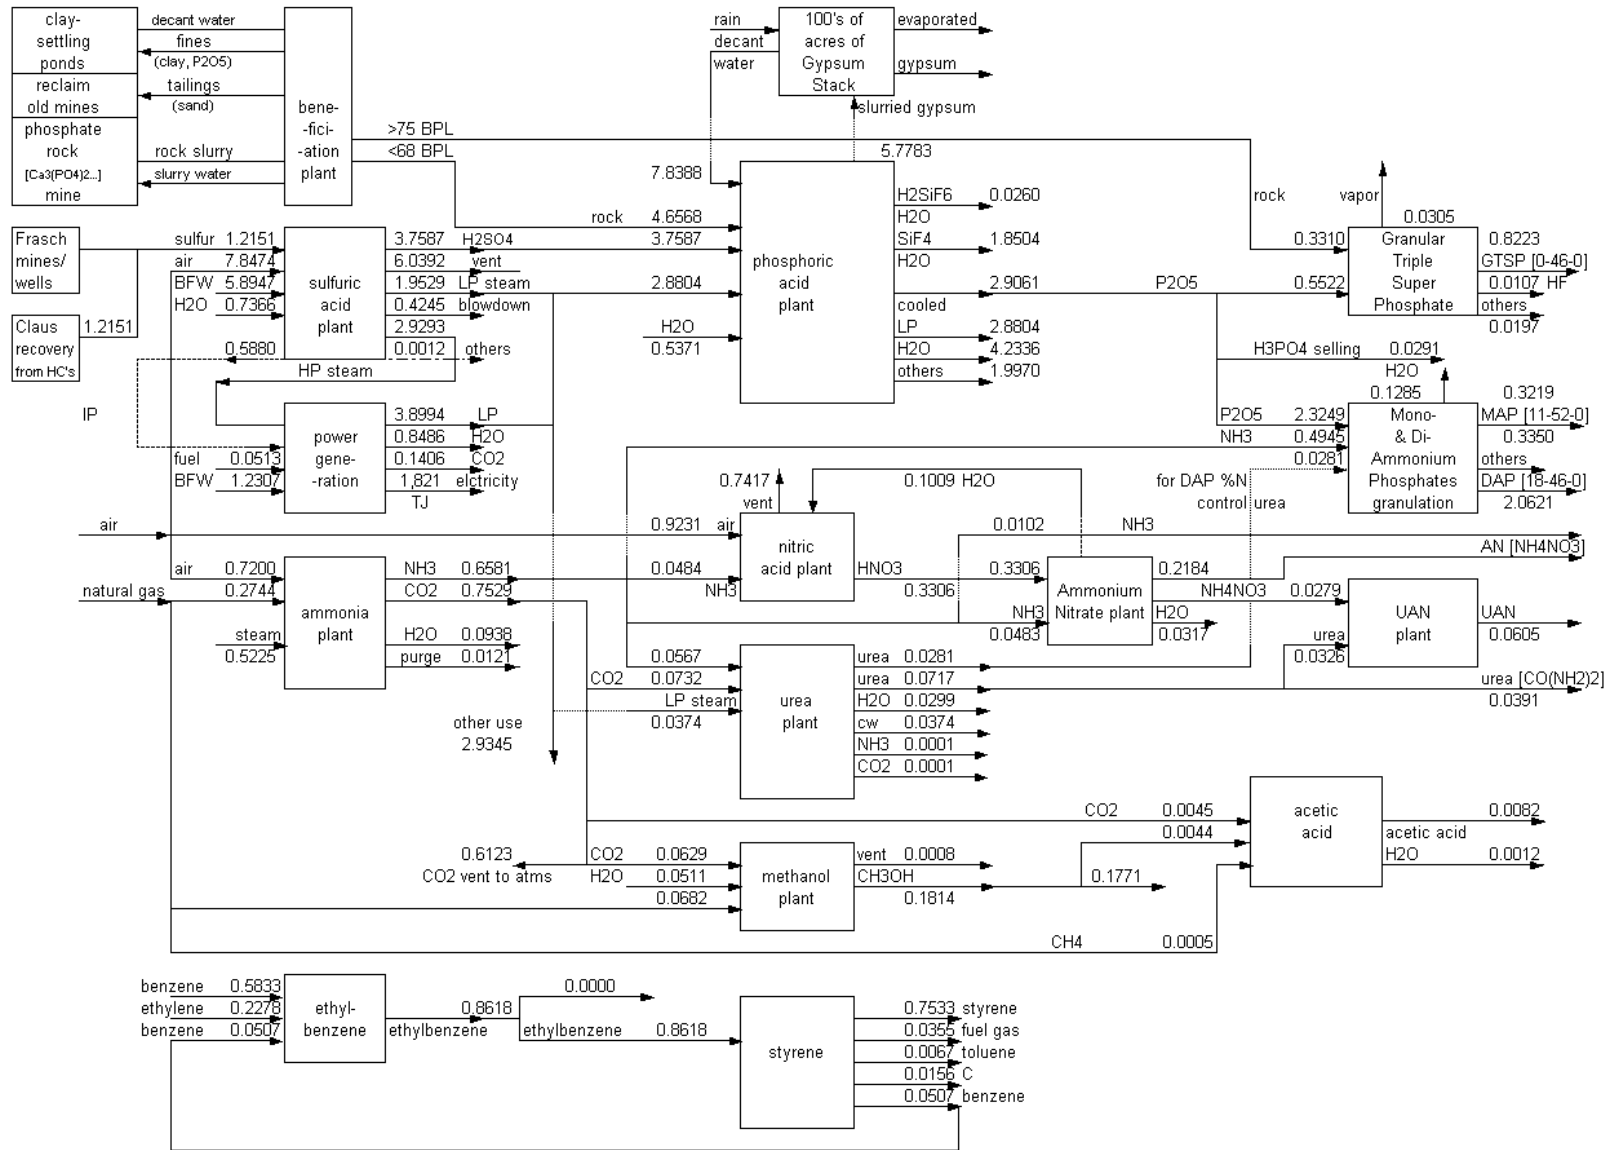 clay-
settling
ponds
reclaim
old mines
phosphate
rock
[Ca3(PO4)2...]
mine
decant water
fines
(clay, P2O5)
tailings
(sand)
rock slurry
slurry water
bene-
-fici-
-ation
plant
>75 BPL
<68 BPL
rain
decant
water
100's of
acres of
Gypsum
Stack
evaporated
gypsum
slurried gypsum
5.7783
7.8388
rock 4.6568
3.7587
2.8804
H2O
0.5371
phosphoric
acid
plant
H2SiF6 0.0260
H2O
SiF4 1.8504
H2O
2.9061
cooled
LP 2.8804
H2O 4.2336
others 1.9970
P2O5
rock
vapor
0.0305
0.3310
0.5522
Granular
Triple
Super
Phosphate
0.8223
GTSP [0-46-0]
0.0107 HF
others
0.0197
Frasch
mines/
wells
Claus
recovery
from HC's
1.2151
sulfur 1.2151
air 7.8474
BFW 5.8947
H2O 0.7366
sulfuric
acid
plant
3.7587 H2SO4
6.0392 vent
1.9529 LP steam
0.4245 blowdown
2.9293
0.0012 others
0.5880
HP steam
IP
fuel 0.0513
BFW 1.2307
power
gene-
-ration
3.8994 LP
0.8486 H2O
0.1406 CO2
1,821 elctricity
TJ
H3PO4 selling 0.0291
H2O
0.1285
P2O5 2.3249
NH3 0.4945
0.0281
for DAP %N
control urea
Mono-
& Di-
Ammonium
Phosphates
granulation
0.3219
MAP [11-52-0]
0.3350
others
DAP [18-46-0]
2.0621
air
natural gas
air 0.7200
0.2744
steam
0.5225
ammonia
plant
NH3 0.6581
CO2 0.7529
H2O 0.0938
purge 0.0121
0.7417
vent
0.1009 H2O
0.9231 air
0.0484
NH3
nitric
acid plant
HNO3 0.3306
0.3306
0.0102 NH3
NH3
0.0483
Ammonium
Nitrate plant
0.2184
NH4NO3 0.0279
H2O
0.0317
AN [NH4NO3]
UAN
plant
UAN
0.0605
urea
0.0326
urea [CO(NH2)2]
0.0391
0.0567
CO2 0.0732
LP steam
0.0374
urea
plant
urea 0.0281
urea 0.0717
H2O 0.0299
cw 0.0374
NH3 0.0001
CO2 0.0001
other use
2.9345
CO2 0.0045
0.0044
acetic
acid
0.0082
acetic acid
H2O 0.0012
0.6123
CO2 vent to atms
CO2 0.0629
H2O 0.0511
0.0682
methanol
plant
vent 0.0008
CH3OH
0.1814
0.1771
CH4 0.0005
benzene 0.5833
ethylene 0.2278
benzene 0.0507
ethyl-
benzene
0.8618
ethylbenzene
0.0000
ethylbenzene 0.8618
styrene
0.7533 styrene
0.0355 fuel gas
0.0067 toluene
0.0156 C
0.0507 benzene